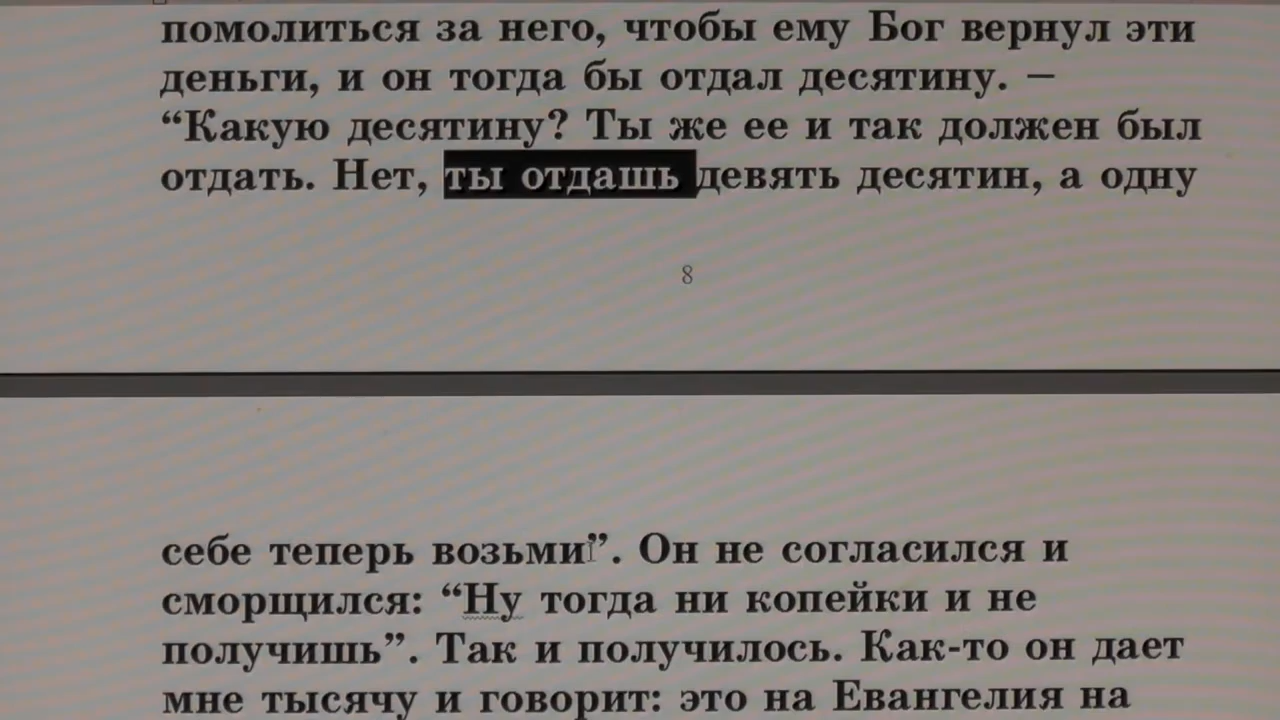 помолиться за него, чтобы ему Бог вернул эти
деньги, и он тогда бы отдал десятину. —
“Какую десятину? Ты же ее и так должен был
отдать. Нет, ты отдашь девять десятин, а одну
8
себе теперь возьми”. Он не согласился и
сморщился: “Ну тогда ни копейки и не
получишь”. Так и получилось. Как-то он дает
мне тысячу и говорит: это на Евангелия на